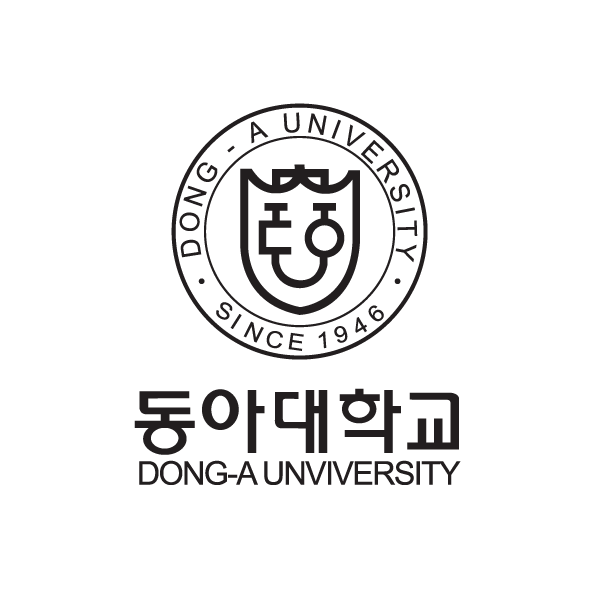 DONG - A UNIVERSITY
· SINCE 1946 ·
동아대학교
DONG-A UNVIVERSITY